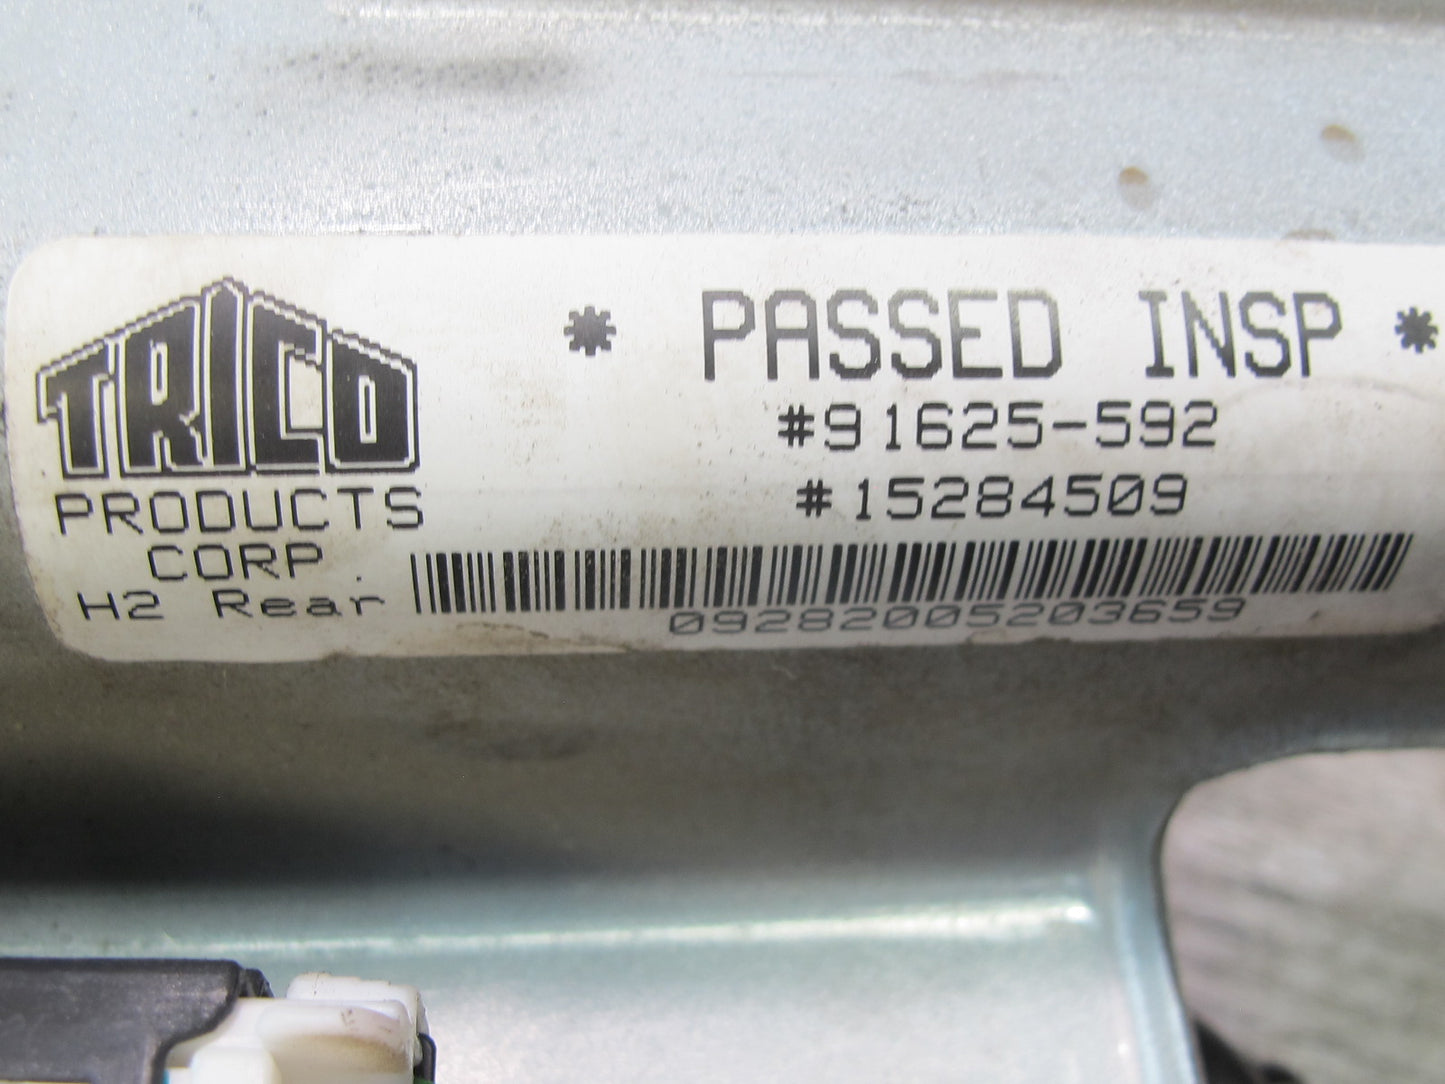 TRICO
PRODUCTS
CORP.
H2 Rear
* PASSED INSP *
#91625-592
#15284509
09282005203659